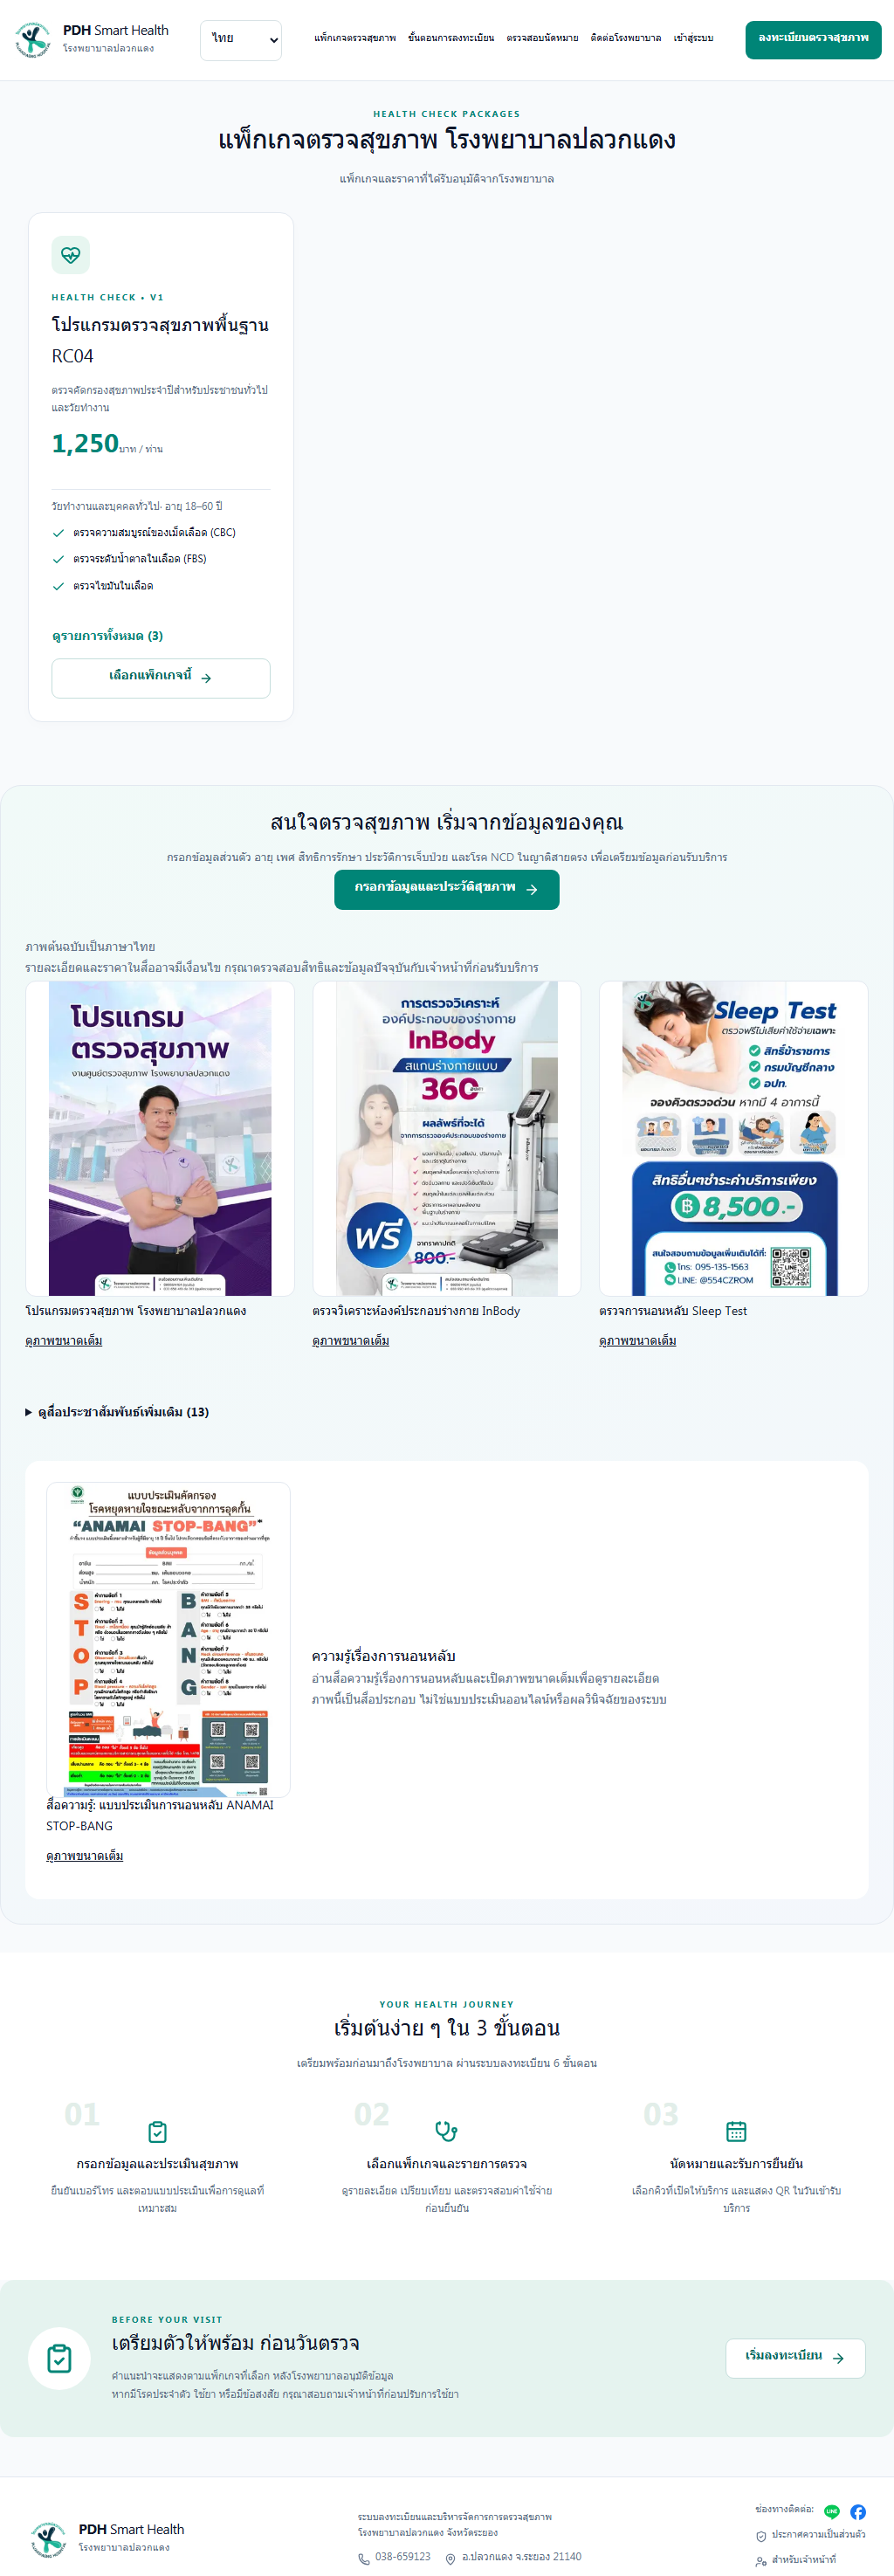 PDH Smart Health
โรงพยาบาลปลวกแดง
ไทย
แพ็กเกจตรวจสุขภาพ
ขั้นตอนการลงทะเบียน
ตรวจสอบนัดหมาย
ติดต่อโรงพยาบาล
เข้าสู่ระบบ
ลงทะเบียนตรวจสุขภาพ
HEALTH CHECK PACKAGES
แพ็กเกจตรวจสุขภาพ โรงพยาบาลปลวกแดง
แพ็กเกจและราคาที่ได้รับอนุมัติจากโรงพยาบาล
HEALTH CHECK • V1
โปรแกรมตรวจสุขภาพพื้นฐาน
RC04
ตรวจคัดกรองสุขภาพประจำปีสำหรับประชาชนทั่วไป
และวัยทำงาน
1,250บาท / ท่าน
วัยทำงานและบุคคลทั่วไป· อายุ 18–60 ปี
ตรวจความสมบูรณ์ของเม็ดเลือด (CBC)
ตรวจระดับน้ำตาลในเลือด (FBS)
ตรวจไขมันในเลือด
ดูรายการทั้งหมด (3)
เลือกแพ็กเกจนี้
สนใจตรวจสุขภาพ เริ่มจากข้อมูลของคุณ
กรอกข้อมูลส่วนตัว อายุ เพศ สิทธิการรักษา ประวัติการเจ็บป่วย และโรค NCD ในญาติสายตรง เพื่อเตรียมข้อมูลก่อนรับบริการ
กรอกข้อมูลและประวัติสุขภาพ
ภาพต้นฉบับเป็นภาษาไทย
รายละเอียดและราคาในสื่ออาจมีเงื่อนไข กรุณาตรวจสอบสิทธิและข้อมูลปัจจุบันกับเจ้าหน้าที่ก่อนรับบริการ
โปรแกรม
ตรวจสุขภาพ
งานศูนย์ตรวจสุขภาพ โรงพยาบาลปลวกแดง
โปรแกรมตรวจสุขภาพ โรงพยาบาลปลวกแดง
ดูภาพขนาดเต็ม
การตรวจวิเคราะห์
องค์ประกอบของร่างกาย
InBody
สแกนร่างกายแบบ
360
ผลลัพธ์ที่จะได้
จากการตรวจองค์ประกอบของร่างกาย
ฟรี
จากราคาปกติ
800.-
ตรวจวิเคราะห์องค์ประกอบร่างกาย InBody
ดูภาพขนาดเต็ม
Sleep Test
ตรวจฟรีไม่เสียค่าใช้จ่ายเฉพาะ
สิทธิ์ข้าราชการ
กรมบัญชีกลาง
อปท.
จองคิวตรวจด่วน หากมี 4 อาการนี้
สิทธิอื่นๆชำระค่าบริการเพียง
฿ 8,500.-
สนใจสอบถามข้อมูลเพิ่มเติมได้ที่:
โทร: 095-135-1563
LINE: @554CZROM
ตรวจการนอนหลับ Sleep Test
ดูภาพขนาดเต็ม
ดูสื่อประชาสัมพันธ์เพิ่มเติม (13)
แบบประเมินคัดกรอง
โรคหยุดหายใจขณะหลับจากการอุดกั้น
“ANAMAI STOP-BANG”
S
T
O
P
B
A
N
G
สื่อความรู้: แบบประเมินการนอนหลับ ANAMAI
STOP-BANG
ดูภาพขนาดเต็ม
ความรู้เรื่องการนอนหลับ
อ่านสื่อความรู้เรื่องการนอนหลับและเปิดภาพขนาดเต็มเพื่อดูรายละเอียด
ภาพนี้เป็นสื่อประกอบ ไม่ใช่แบบประเมินออนไลน์หรือผลวินิจฉัยของระบบ
YOUR HEALTH JOURNEY
เริ่มต้นง่าย ๆ ใน 3 ขั้นตอน
เตรียมพร้อมก่อนมาถึงโรงพยาบาล ผ่านระบบลงทะเบียน 6 ขั้นตอน
01
กรอกข้อมูลและประเมินสุขภาพ
ยืนยันเบอร์โทร และตอบแบบประเมินเพื่อการดูแลที่
เหมาะสม
02
เลือกแพ็กเกจและรายการตรวจ
ดูรายละเอียด เปรียบเทียบ และตรวจสอบค่าใช้จ่าย
ก่อนยืนยัน
03
นัดหมายและรับการยืนยัน
เลือกคิวที่เปิดให้บริการ และแสดง QR ในวันเข้ารับ
บริการ
BEFORE YOUR VISIT
เตรียมตัวให้พร้อม ก่อนวันตรวจ
คำแนะนำจะแสดงตามแพ็กเกจที่เลือก หลังโรงพยาบาลอนุมัติข้อมูล
หากมีโรคประจำตัว ใช้ยา หรือมีข้อสงสัย กรุณาสอบถามเจ้าหน้าที่ก่อนปรับการใช้ยา
เริ่มลงทะเบียน
PDH Smart Health
โรงพยาบาลปลวกแดง
ระบบลงทะเบียนและบริหารจัดการการตรวจสุขภาพ
โรงพยาบาลปลวกแดง จังหวัดระยอง
038-659123
อ.ปลวกแดง จ.ระยอง 21140
ช่องทางติดต่อ:
ประกาศความเป็นส่วนตัว
สำหรับเจ้าหน้าที่